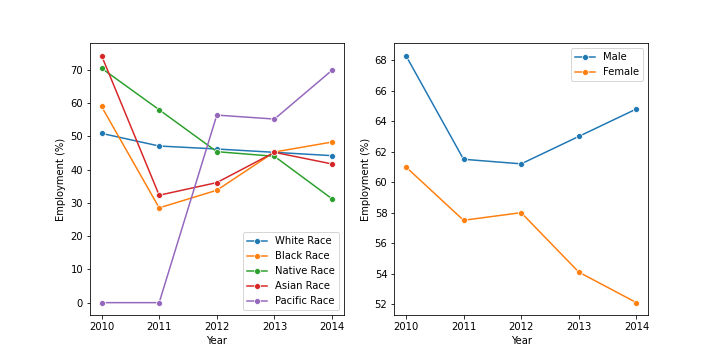 70
60
50
40
30
20
10
0
Employment (%)
2010 2011 2012 2013 2014
Year
White Race
Black Race
Native Race
Asian Race
Pacific Race
68
66
64
62
60
58
56
54
52
Employment (%)
2010 2011 2012 2013 2014
Year
Male
Female